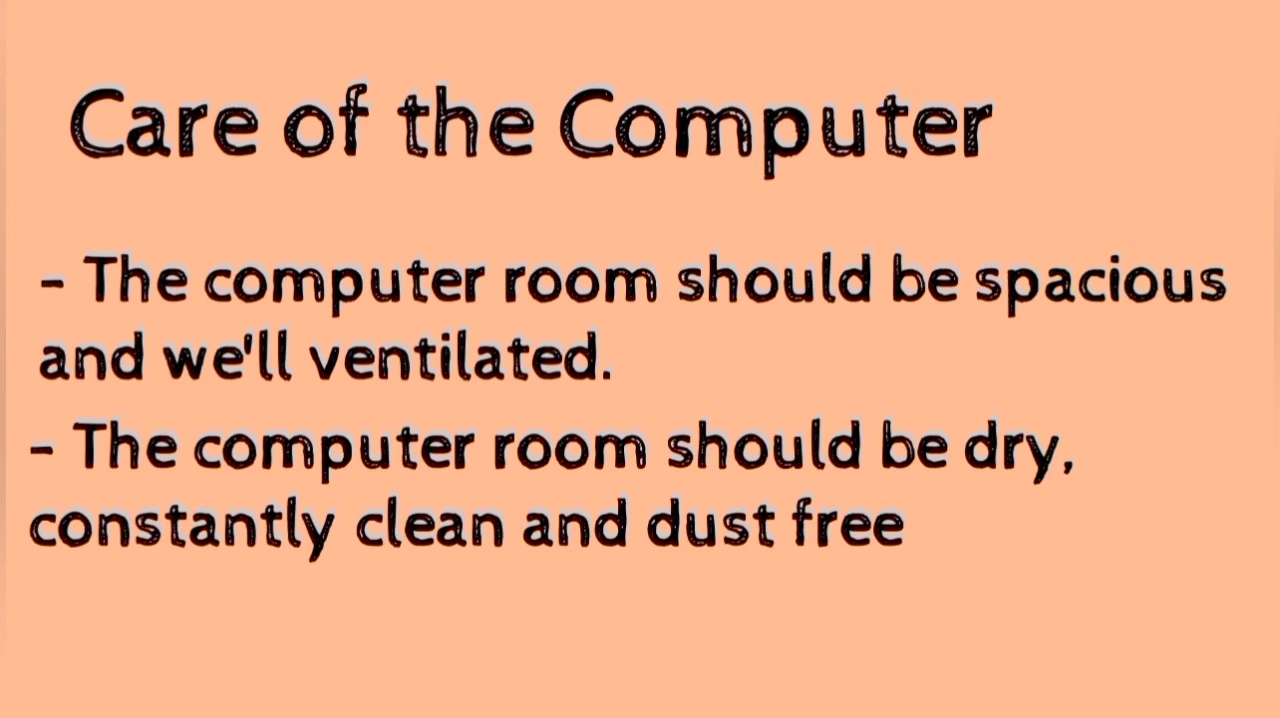 Care of the Computer
- The computer room should be spacious
and we'll ventilated.
- The computer room should be dry,
constantly clean and dust free